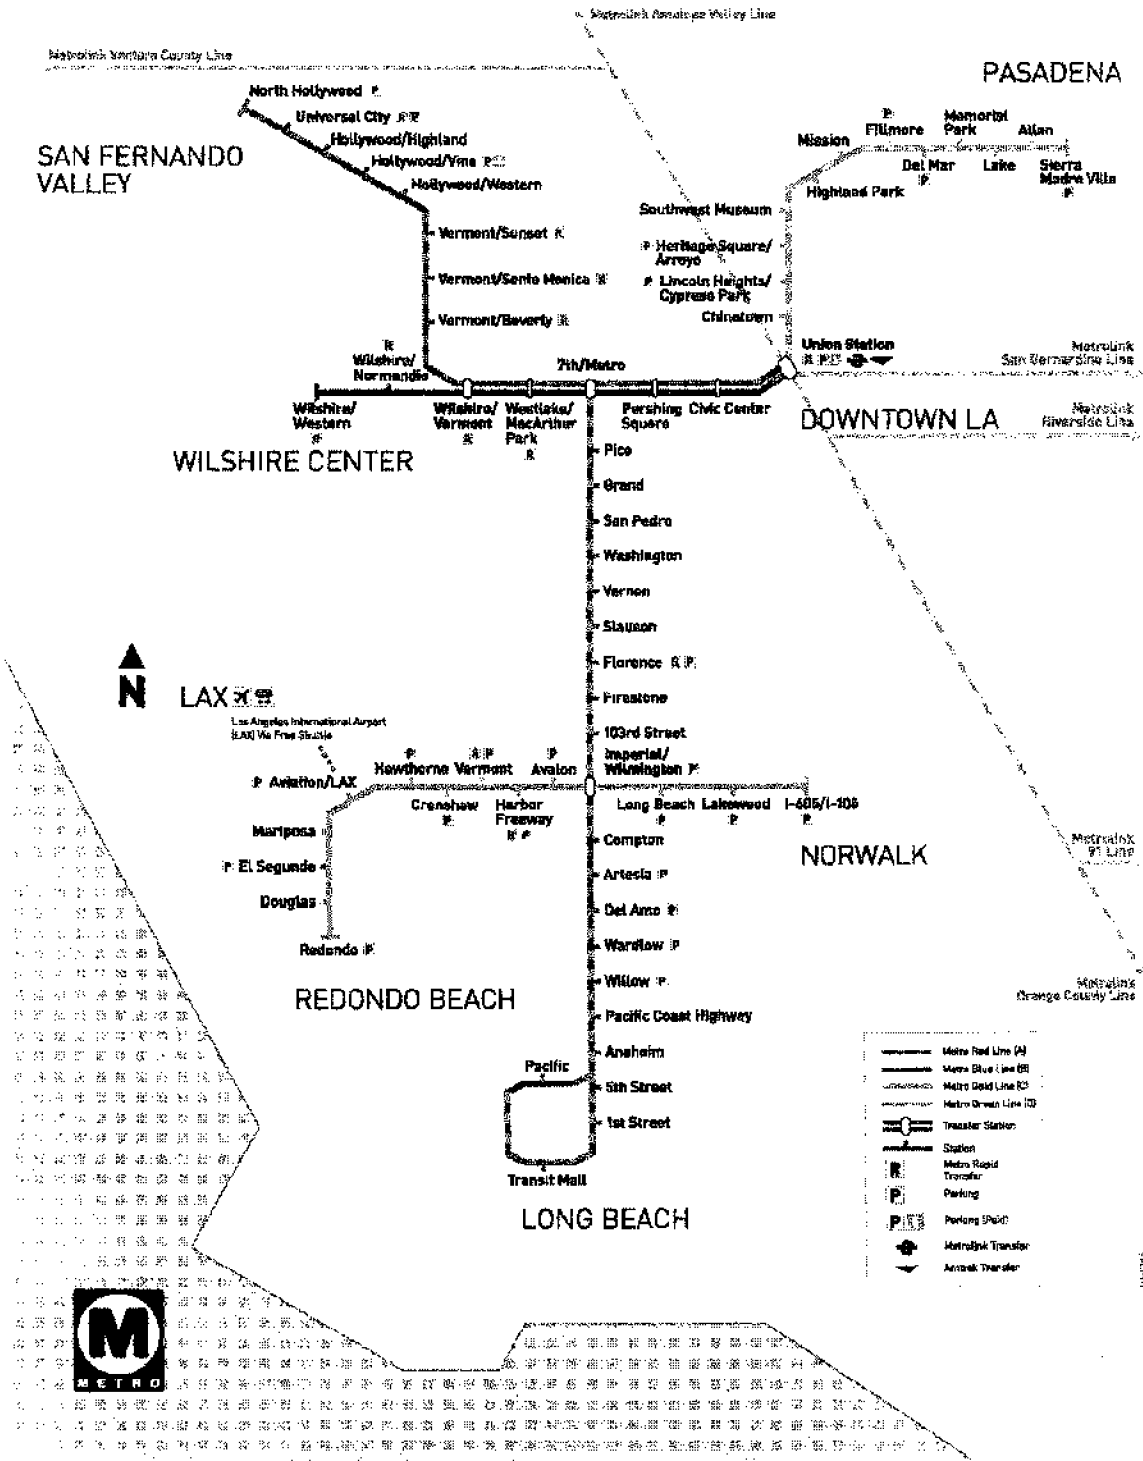 Metrolink Antelope Valley Line
Metrolink Ventura County Line
PASADENA
North Hollywood P
Universal City
Hollywood/Highland
Hollywood/Vine P
Hollywood/Western
SAN FERNANDO
VALLEY
Vermont/Sunset R
Vermont/Santa Monica R
Vermont/Beverly R
P
Fillmore
Memorial
Park
Allen
Mission
Del Mar
P
Lake
Sierra
Madre Villa
P
Highland Park
Southwest Museum
P Heritage Square/
Arroyo
P Lincoln Heights/
Cypress Park
Chinatown
Union Station
R P
Metrolink
San Bernardino Line
R
Wilshire/
Normandie
7th/Metro
Wilshire/
Western
R
Wilshire/
Vermont
R
Westlake/
MacArthur
Park
R
Pershing
Square
Civic Center
DOWNTOWN LA
Metrolink
Riverside Line
WILSHIRE CENTER
Pico
Grand
San Pedro
Washington
Vernon
Slauson
Florence R P
Firestone
103rd Street
Imperial/
Wilmington P
N
LAX
Los Angeles International Airport
(LAX) Via Free Shuttle
P Aviation/LAX
P
Hawthorne
R P
Vermont
P
Avalon
Crenshaw
P
Harbor
Freeway
R P
Long Beach
P
Lakewood
P
I-605/I-105
P
Mariposa
P El Segundo
Douglas
Redondo P
REDONDO BEACH
NORWALK
Metrolink
91 Line
Compton
Artesia P
Del Amo P
Wardlow P
Willow P
Pacific Coast Highway
Anaheim
Pacific
5th Street
1st Street
Transit Mall
LONG BEACH
Metrolink
Orange County Line
Metro Red Line (A)
Metro Blue Line (B)
Metro Gold Line (C)
Metro Green Line (D)
Transfer Station
Station
R Metro Rapid
Transfer
P Parking
P Parking (Paid)
Metrolink Transfer
Amtrak Transfer
M
METRO